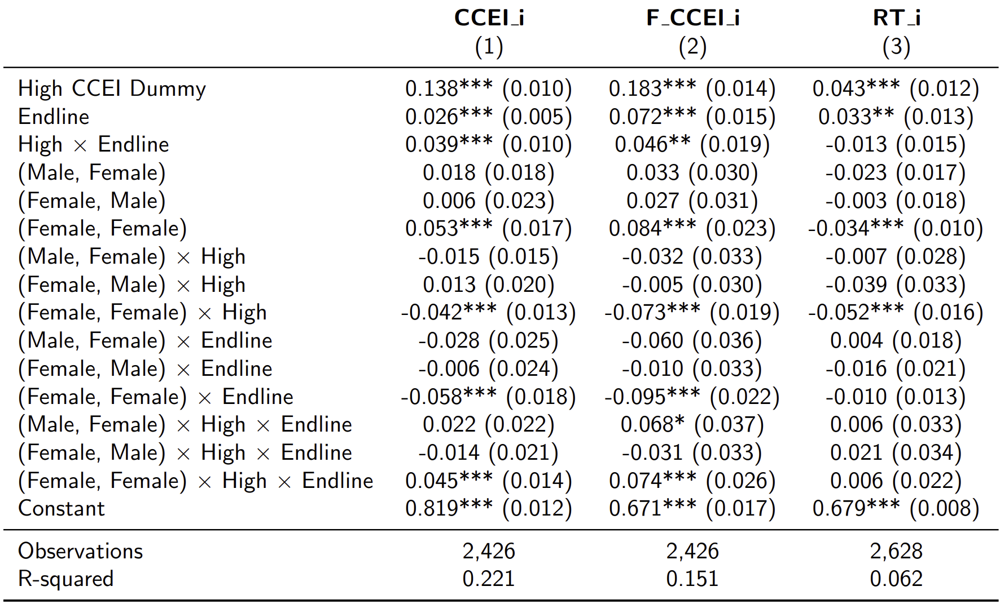 CCEI_i F_CCEI_i RT_i
(1) (2) (3)
High CCEI Dummy 0.138*** (0.010) 0.183*** (0.014) 0.043*** (0.012)
Endline 0.026*** (0.005) 0.072*** (0.015) 0.033** (0.013)
High × Endline 0.039*** (0.010) 0.046** (0.019) -0.013 (0.015)
(Male, Female) 0.018 (0.018) 0.033 (0.030) -0.023 (0.017)
(Female, Male) 0.006 (0.023) 0.027 (0.031) -0.003 (0.018)
(Female, Female) 0.053*** (0.017) 0.084*** (0.023) -0.034*** (0.010)
(Male, Female) × High -0.015 (0.015) -0.032 (0.033) -0.007 (0.028)
(Female, Male) × High 0.013 (0.020) -0.005 (0.030) -0.039 (0.033)
(Female, Female) × High -0.042*** (0.013) -0.073*** (0.019) -0.052*** (0.016)
(Male, Female) × Endline -0.028 (0.025) -0.060 (0.036) 0.004 (0.018)
(Female, Male) × Endline -0.006 (0.024) -0.010 (0.033) -0.016 (0.021)
(Female, Female) × Endline -0.058*** (0.018) -0.095*** (0.022) -0.010 (0.013)
(Male, Female) × High × Endline 0.022 (0.022) 0.068* (0.037) 0.006 (0.033)
(Female, Male) × High × Endline -0.014 (0.021) -0.031 (0.033) 0.021 (0.034)
(Female, Female) × High × Endline 0.045*** (0.014) 0.074*** (0.026) 0.006 (0.022)
Constant 0.819*** (0.012) 0.671*** (0.017) 0.679*** (0.008)
Observations 2,426 2,426 2,628
R-squared 0.221 0.151 0.062